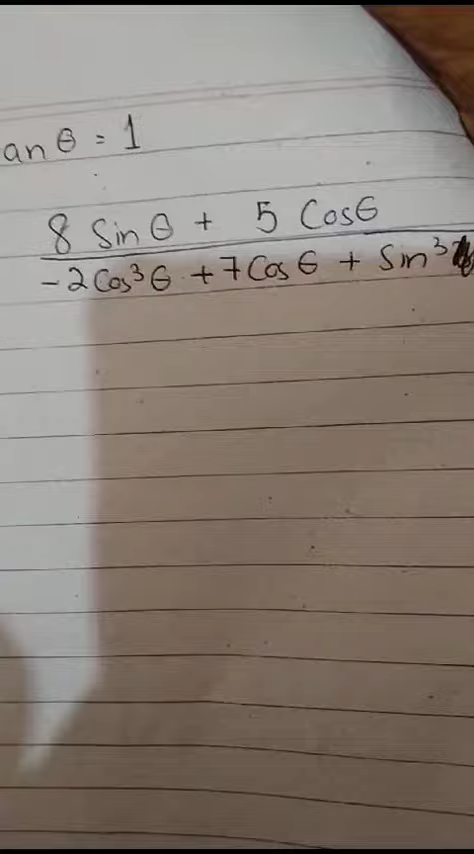 an θ = 1
8 Sin θ + 5 Cos θ
-2 Cos³ θ + 7 Cos θ + Sin³